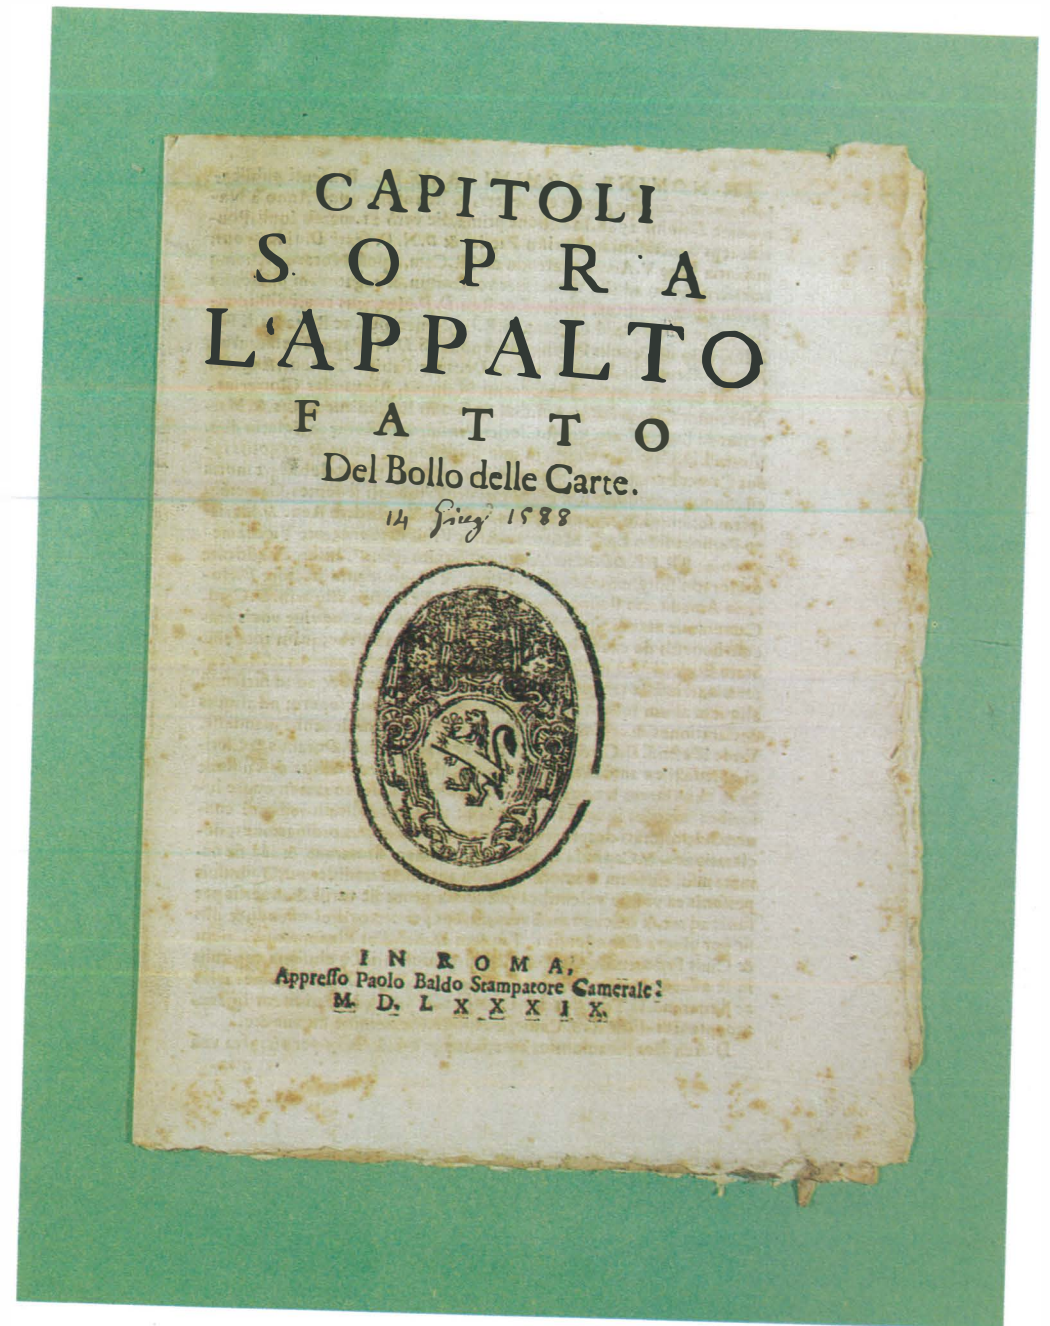 CAPITOLI
SOPRA
L'APPALTO
FATTO
Del Bollo delle Carte.
14 Giug 1588
IN ROMA,
Appresso Paolo Baldo Stampatore Camerale.
M. D. L X X X I X.